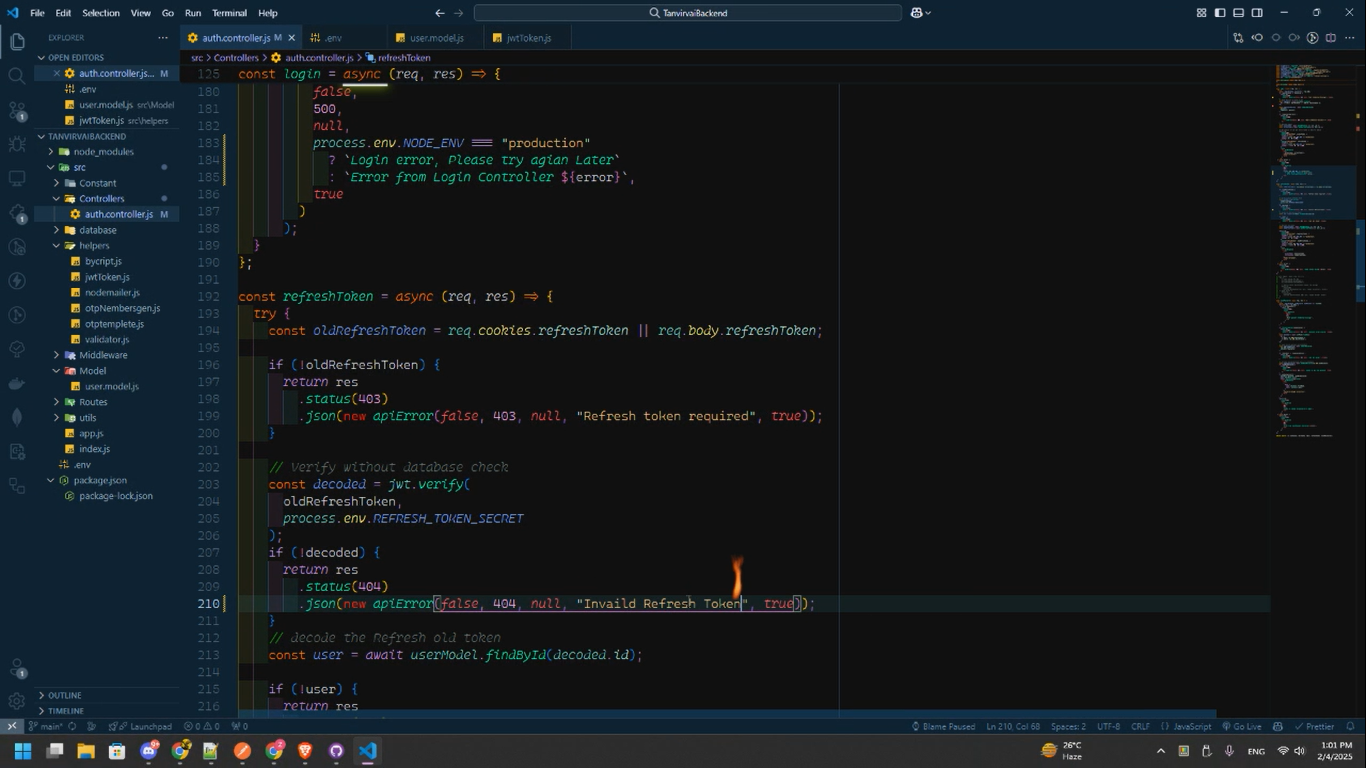 File Edit Selection View Go Run Terminal Help
TanvirvaiBackend
EXPLORER
OPEN EDITORS
auth.controller.js... M
.env
user.model.js src\Model
jwtToken.js src\helpers
TANVIRVAIBACKEND
node_modules
src
Constant
Controllers
auth.controller.js M
database
helpers
bycript.js
jwtToken.js
nodemailer.js
otpNembersgen.js
otptemplete.js
validator.js
Middleware
Model
user.model.js
Routes
utils
app.js
index.js
.env
package.json
package-lock.json
OUTLINE
TIMELINE
auth.controller.js M .env user.model.js jwtToken.js
src > Controllers > auth.controller.js > refreshToken
125 const login = async (req, res) => {
180 false,
181 500,
182 null,
183 process.env.NODE_ENV === "production"
184 ? `Login error, Please try agian Later`
185 : `Error from Login Controller ${error}`,
186 true
187 )
188 );
189 }
190 };
191
192 const refreshToken = async (req, res) => {
193 try {
194 const oldRefreshToken = req.cookies.refreshToken || req.body.refreshToken;
195
196 if (!oldRefreshToken) {
197 return res
198 .status(403)
199 .json(new apiError(false, 403, null, "Refresh token required", true));
200 }
201
202 // Verify without database check
203 const decoded = jwt.verify(
204 oldRefreshToken,
205 process.env.REFRESH_TOKEN_SECRET
206 );
207 if (!decoded) {
208 return res
209 .status(404)
210 .json(new apiError(false, 404, null, "Invaild Refresh Token", true));
211 }
212 // decode the Refresh old token
213 const user = await userModel.findById(decoded.id);
214
215 if (!user) {
216 return res
main* Launchpad 0 0 0 Blame Paused Ln 210, Col 68 Spaces: 2 UTF-8 CRLF JavaScript Go Live Prettier
26°C
Haze
ENG
1:01 PM
2/4/2025